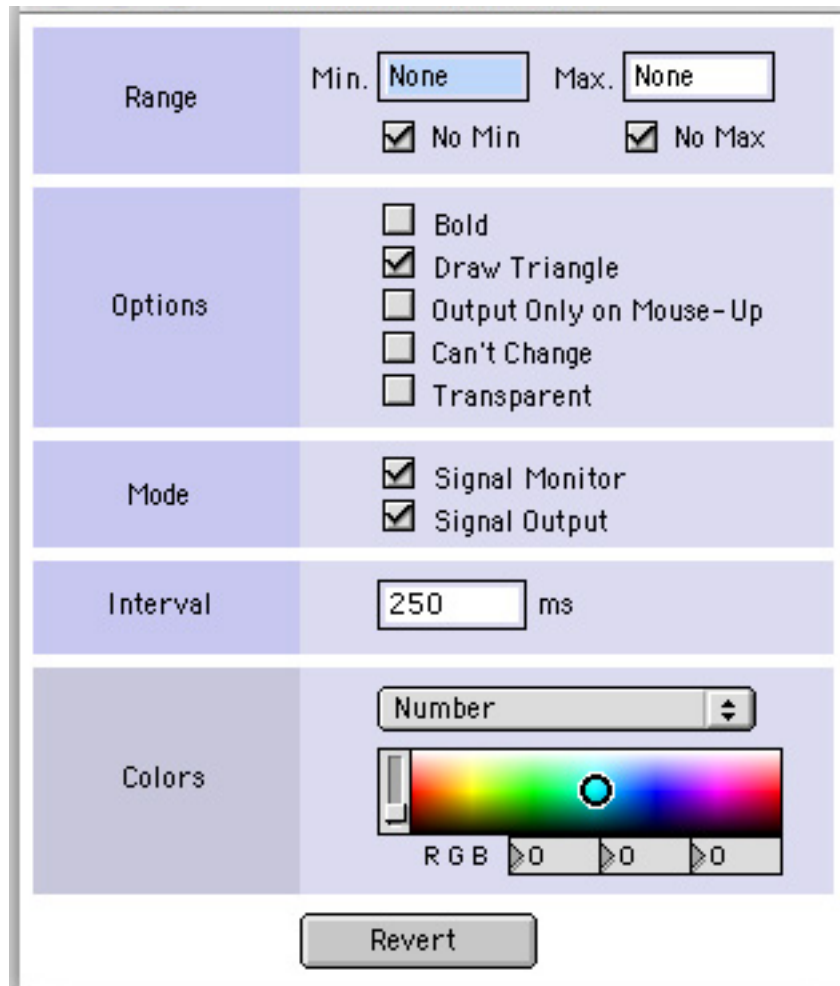 Range
Min. None Max. None
No Min No Max
Options
Bold
Draw Triangle
Output Only on Mouse-Up
Can't Change
Transparent
Mode
Signal Monitor
Signal Output
Interval
250 ms
Colors
Number
R G B 0 0 0
Revert